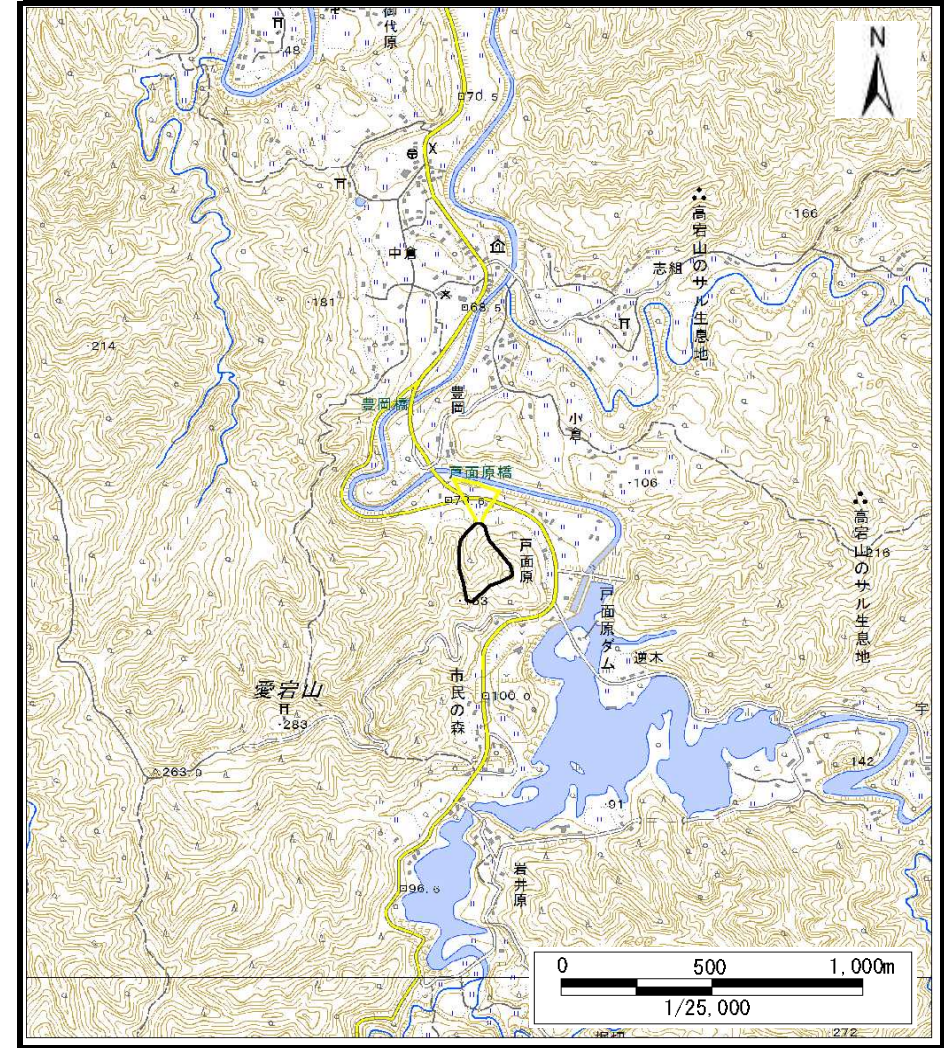 御代原
48
N
70.5
中倉
高宕山のサル生息地
166
志組
181
68.5
214
豊岡橋
豊岡
小倉
戸面原橋
106
戸面原
高宕山のサル生息地
216
戸面原ダム
市民の森
愛宕山
283
100.0
263.0
142
91
岩井原
96.6
0 500 1,000m
1/25,000
272